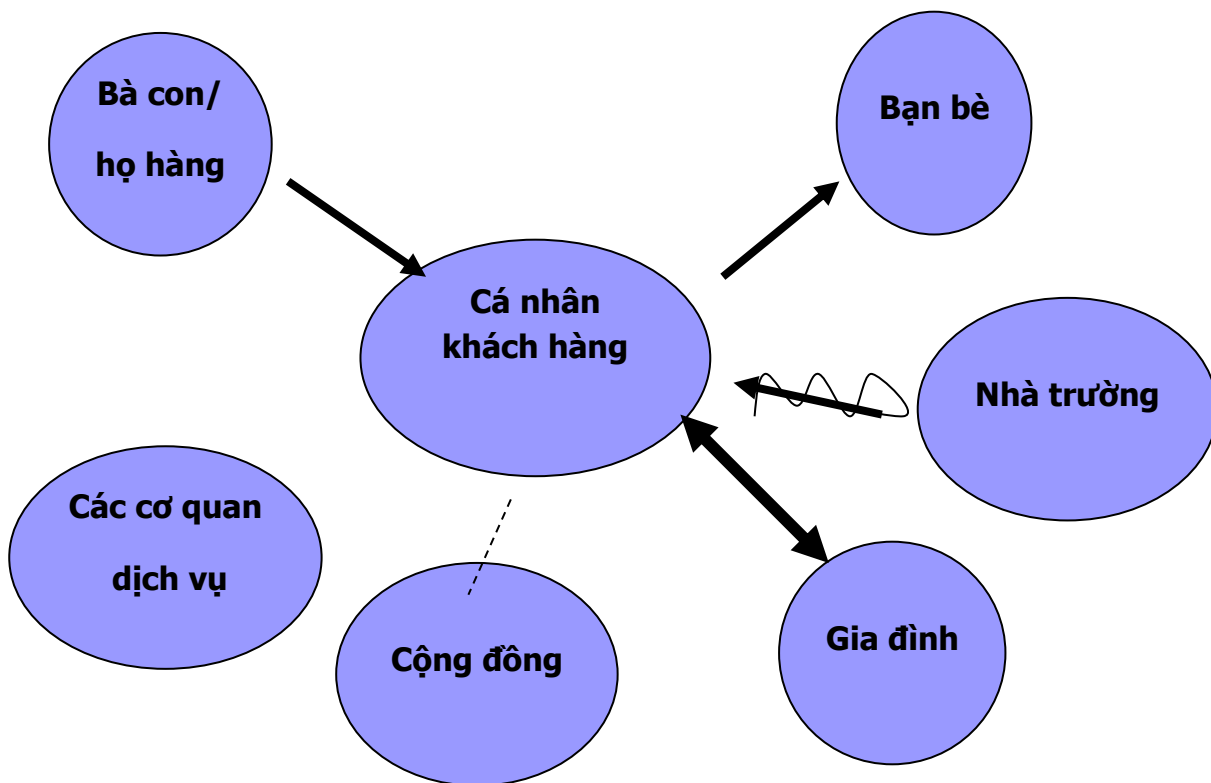 Bà con/
họ hàng
Bạn bè
Cá nhân
khách hàng
Nhà trường
Các cơ quan
dịch vụ
Cộng đông
Gia đình